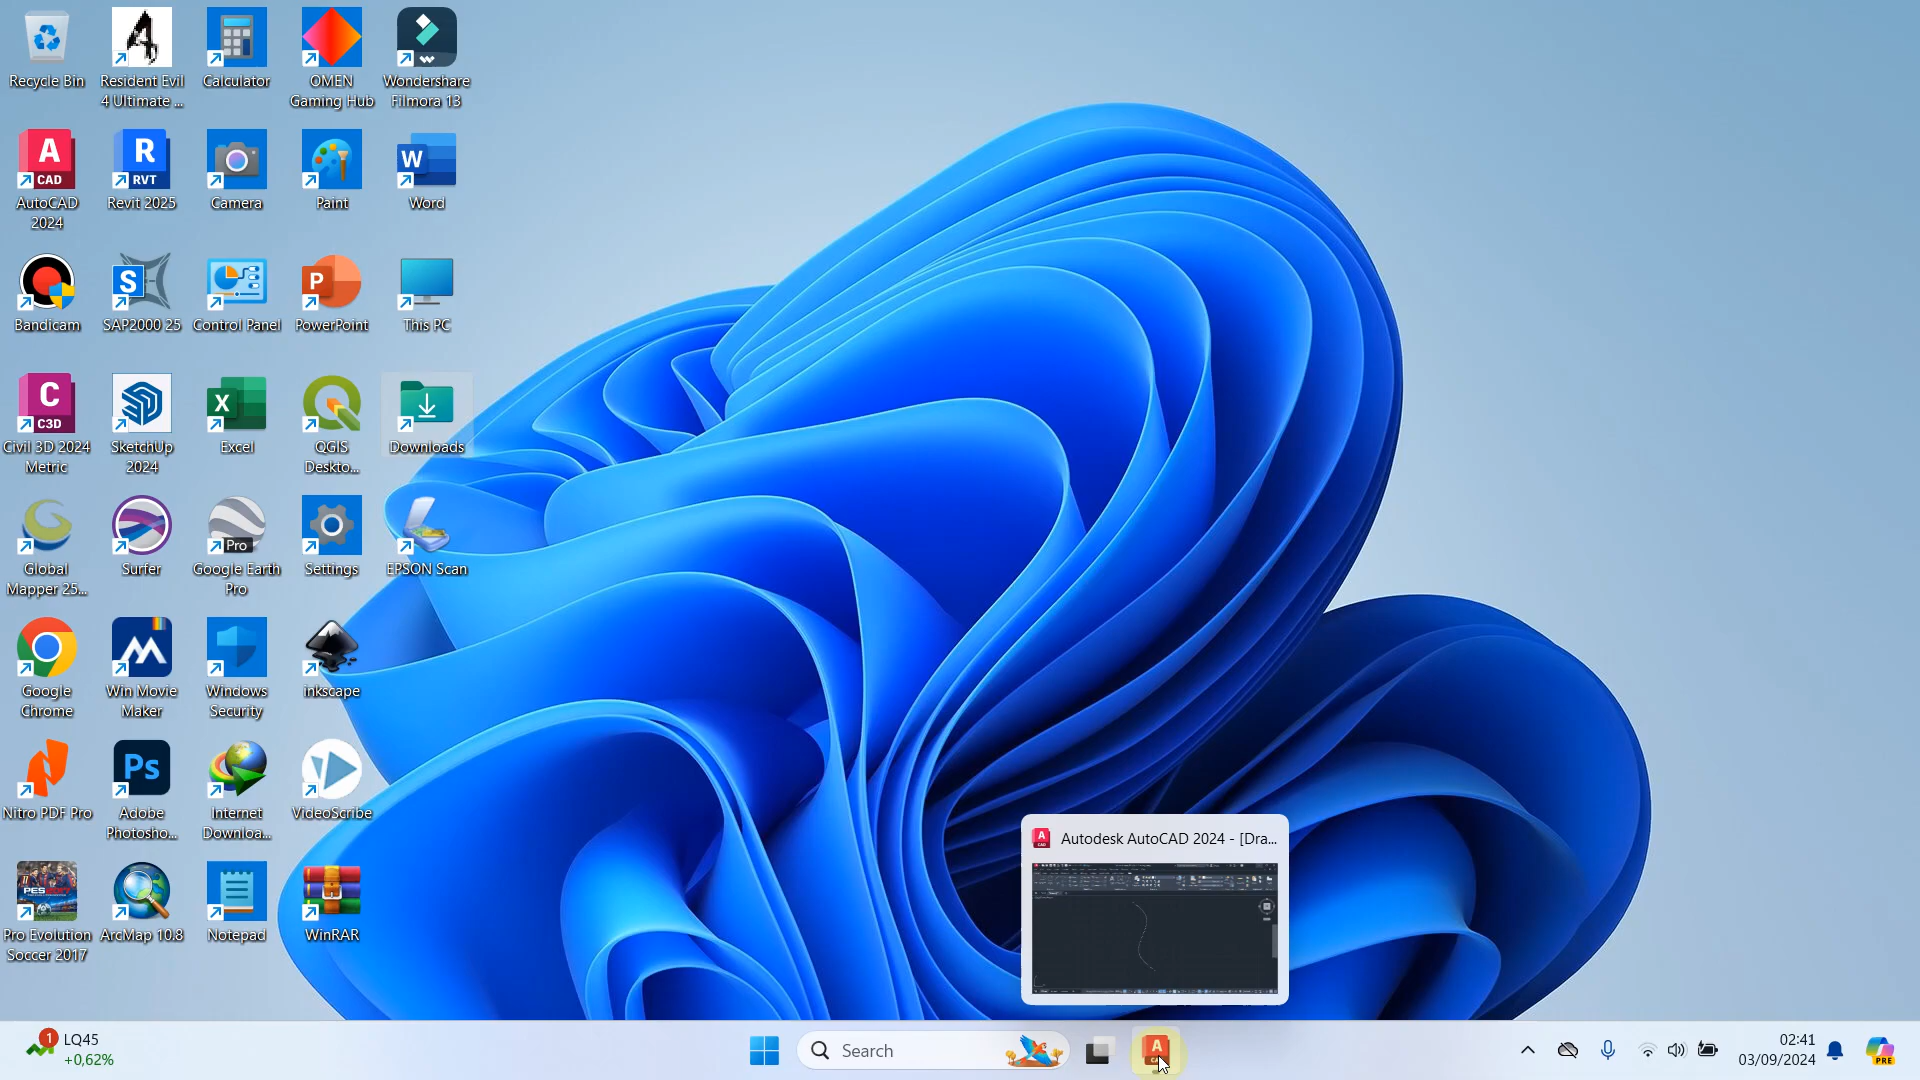 Recycle Bin
Resident Evil
4 Ultimate ...
Calculator
OMEN
Gaming Hub
Wondershare
Filmora 13
A
CAD
AutoCAD
2024
R
RVT
Revit 2025
Camera
Paint
W
Word
Bandicam
S
SAP2000 25
Control Panel
P
PowerPoint
This PC
C
C3D
Civil 3D 2024
Metric
SketchUp
2024
X
Excel
QGIS
Deskto...
Downloads
Global
Mapper 25...
Surfer
Pro
Google Earth
Pro
Settings
EPSON Scan
Google
Chrome
Win Movie
Maker
Windows
Security
inkscape
Nitro PDF Pro
Ps
Adobe
Photosho...
Internet
Downloa...
VideoScribe
Pro Evolution
Soccer 2017
ArcMap 10.8
Notepad
WinRAR
Autodesk AutoCAD 2024 - [Dra...
1
LQ45
+0,62%
Search
A
02:41
03/09/2024
PRE